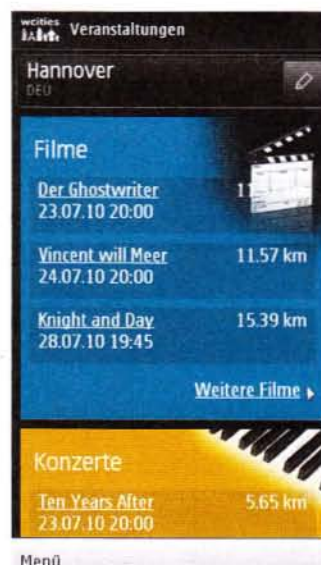 wcities Veranstaltungen
Hannover
DEU
Filme
Der Ghostwriter
23.07.10 20:00
Vincent will Meer 11.57 km
24.07.10 20:00
Knight and Day 15.39 km
28.07.10 19:45
Weitere Filme
Konzerte
Ten Years After 5.65 km
23.07.10 20:00
Menü